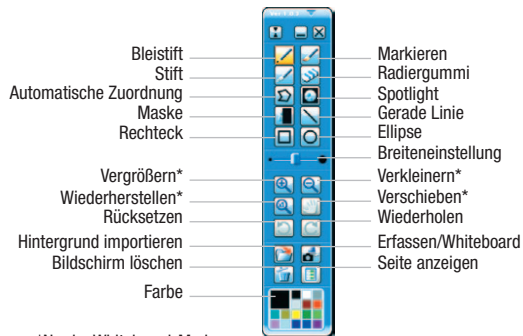 Bleistift
Markieren
Stift
Radiergummi
Automatische Zuordnung
Spotlight
Maske
Gerade Linie
Rechteck
Ellipse
Breiteneinstellung
Vergrößern*
Verkleinern*
Wiederherstellen*
Verschieben*
Rücksetzen
Wiederholen
Hintergrund importieren
Erfassen/Whiteboard
Bildschirm löschen
Seite anzeigen
Farbe